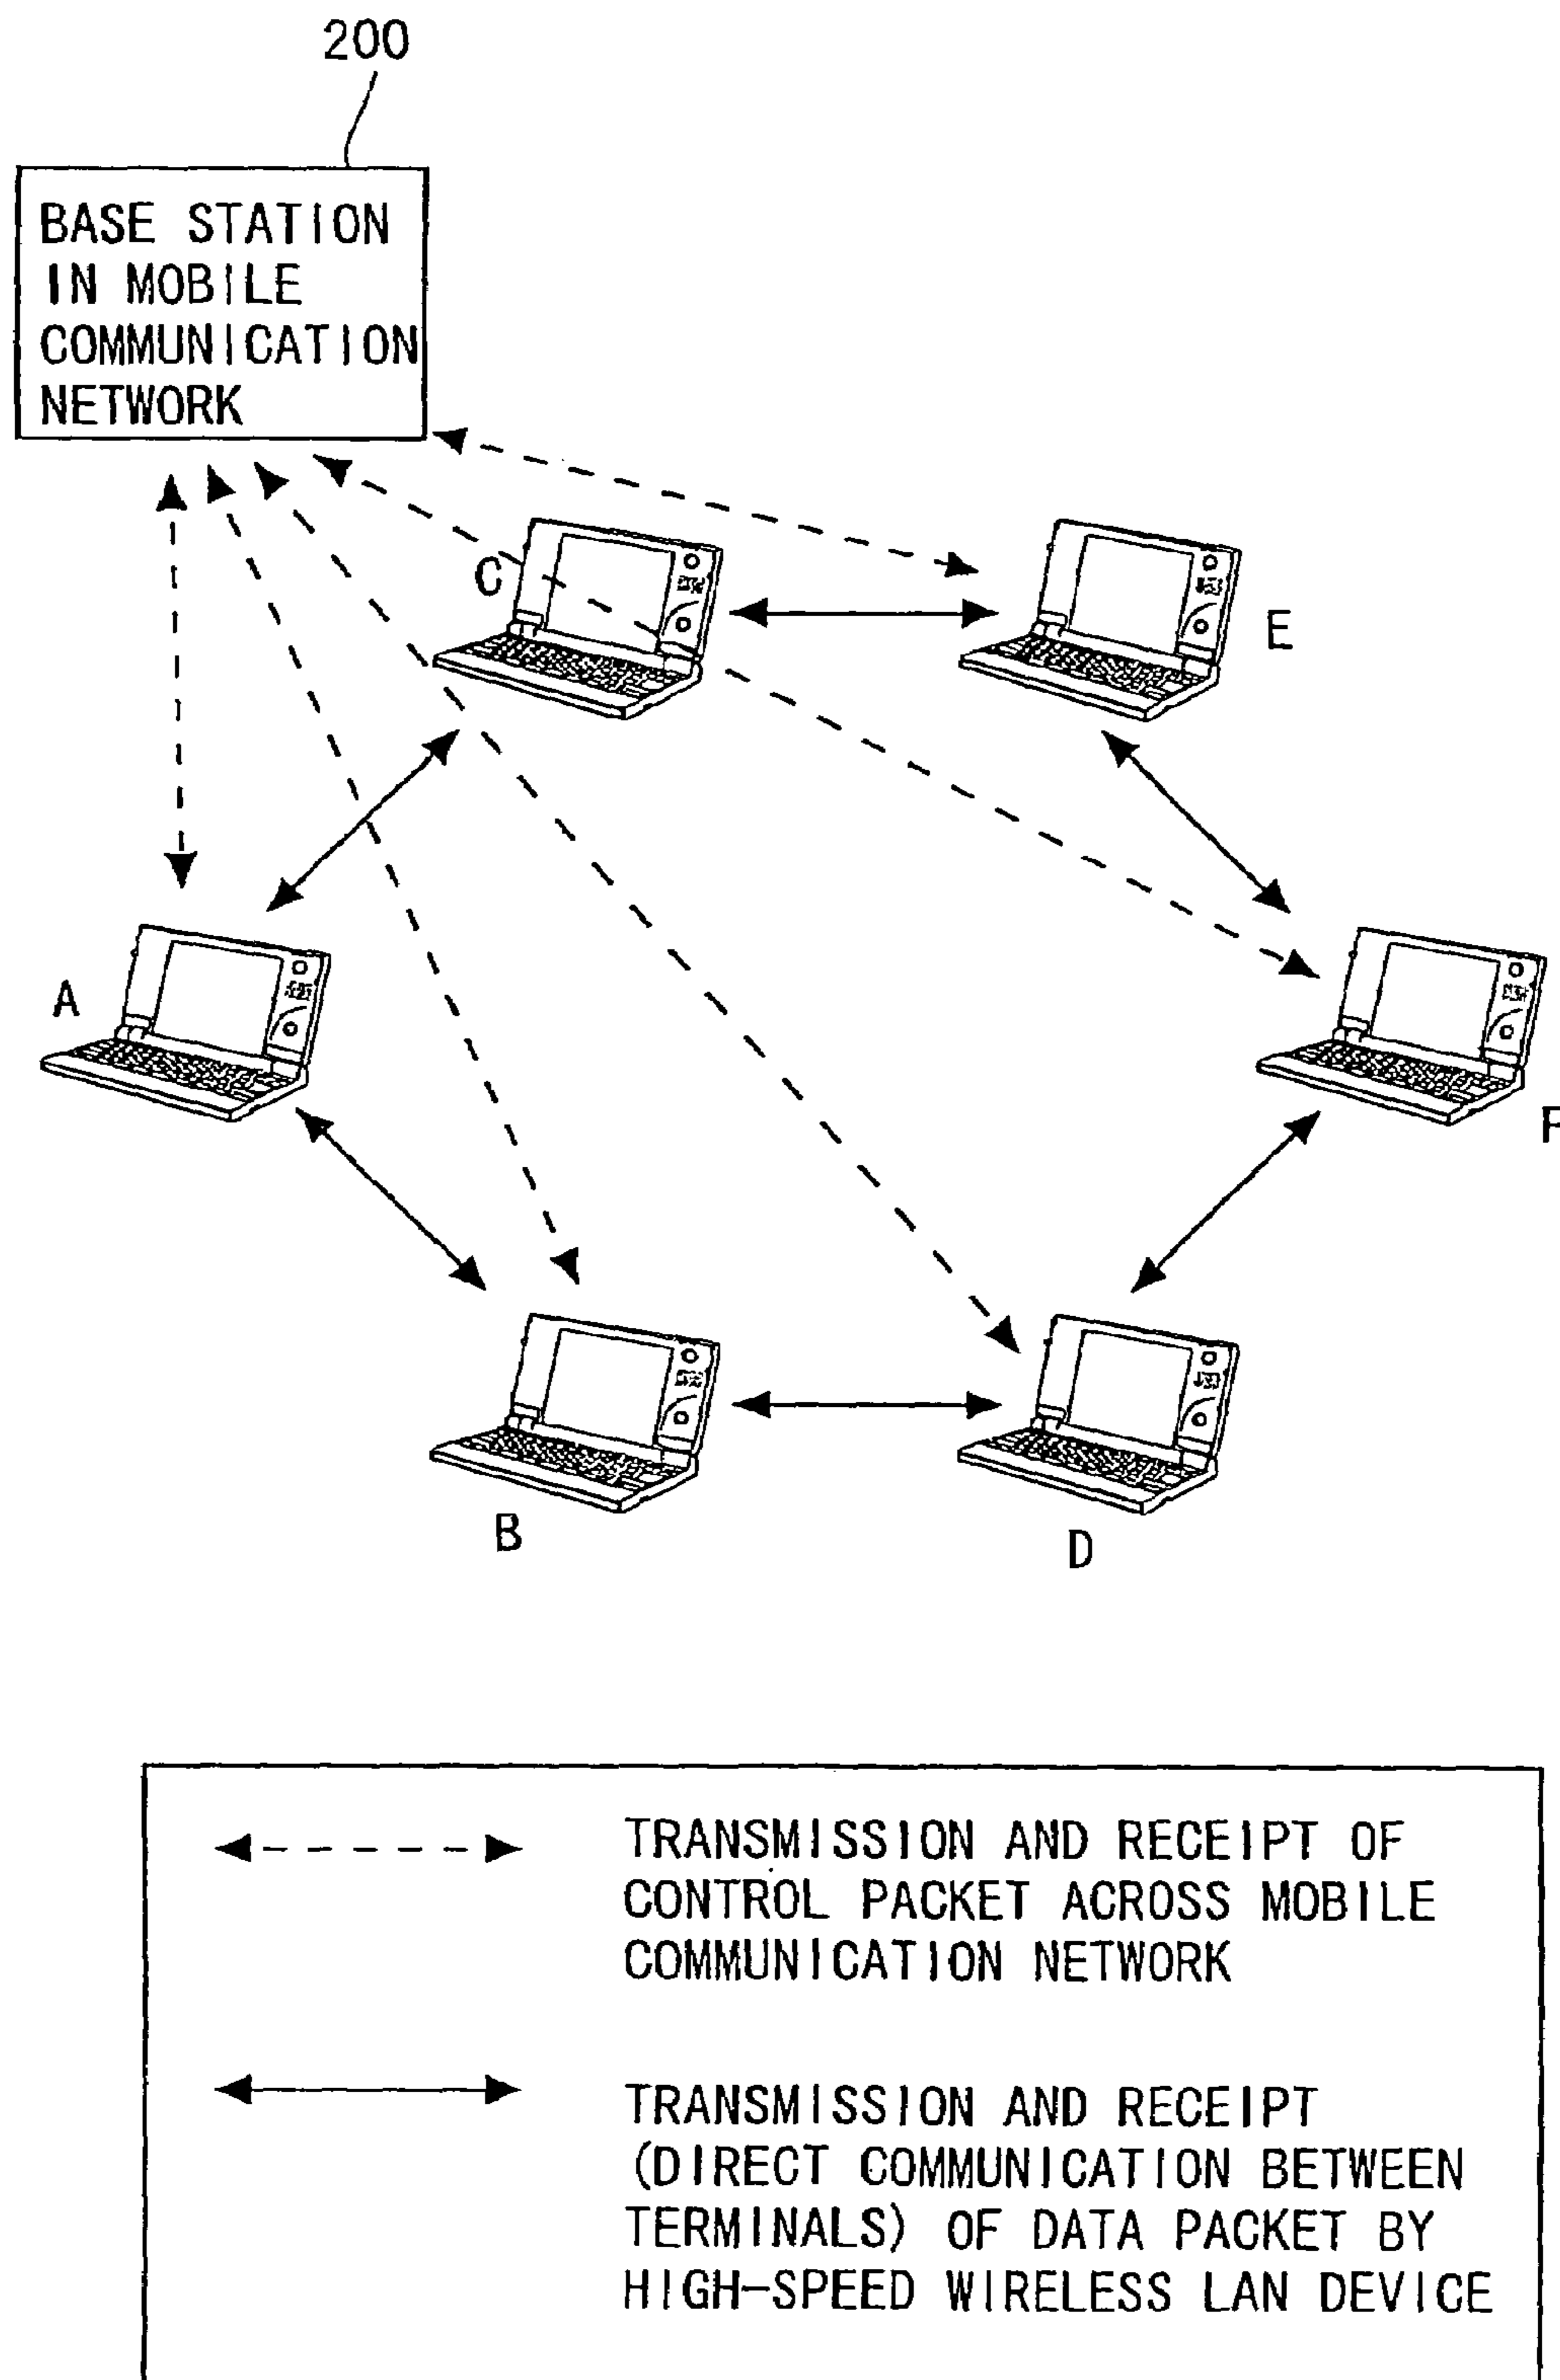 200
BASE STATION
IN MOBILE
COMMUNICATION
NETWORK
C
E
A
F
B
D
TRANSMISSION AND RECEIPT OF
CONTROL PACKET ACROSS MOBILE
COMMUNICATION NETWORK
TRANSMISSION AND RECEIPT
(DIRECT COMMUNICATION BETWEEN
TERMINALS) OF DATA PACKET BY
HIGH-SPEED WIRELESS LAN DEVICE